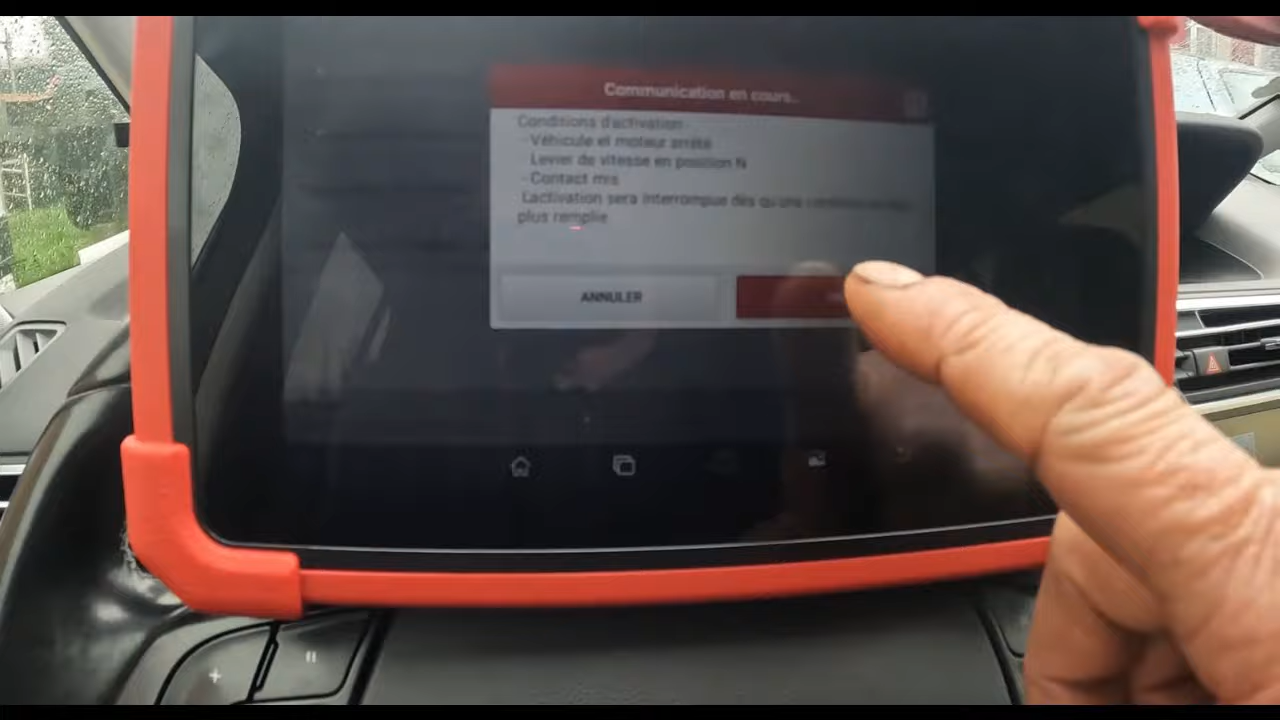 Communication en cours..
Conditions d'activation
- Véhicule et moteur arrêté
- Levier de vitesse en position N
- Contact mis
Lactivation sera interrompue dès qu'une
plus remplie
ANNULER
+